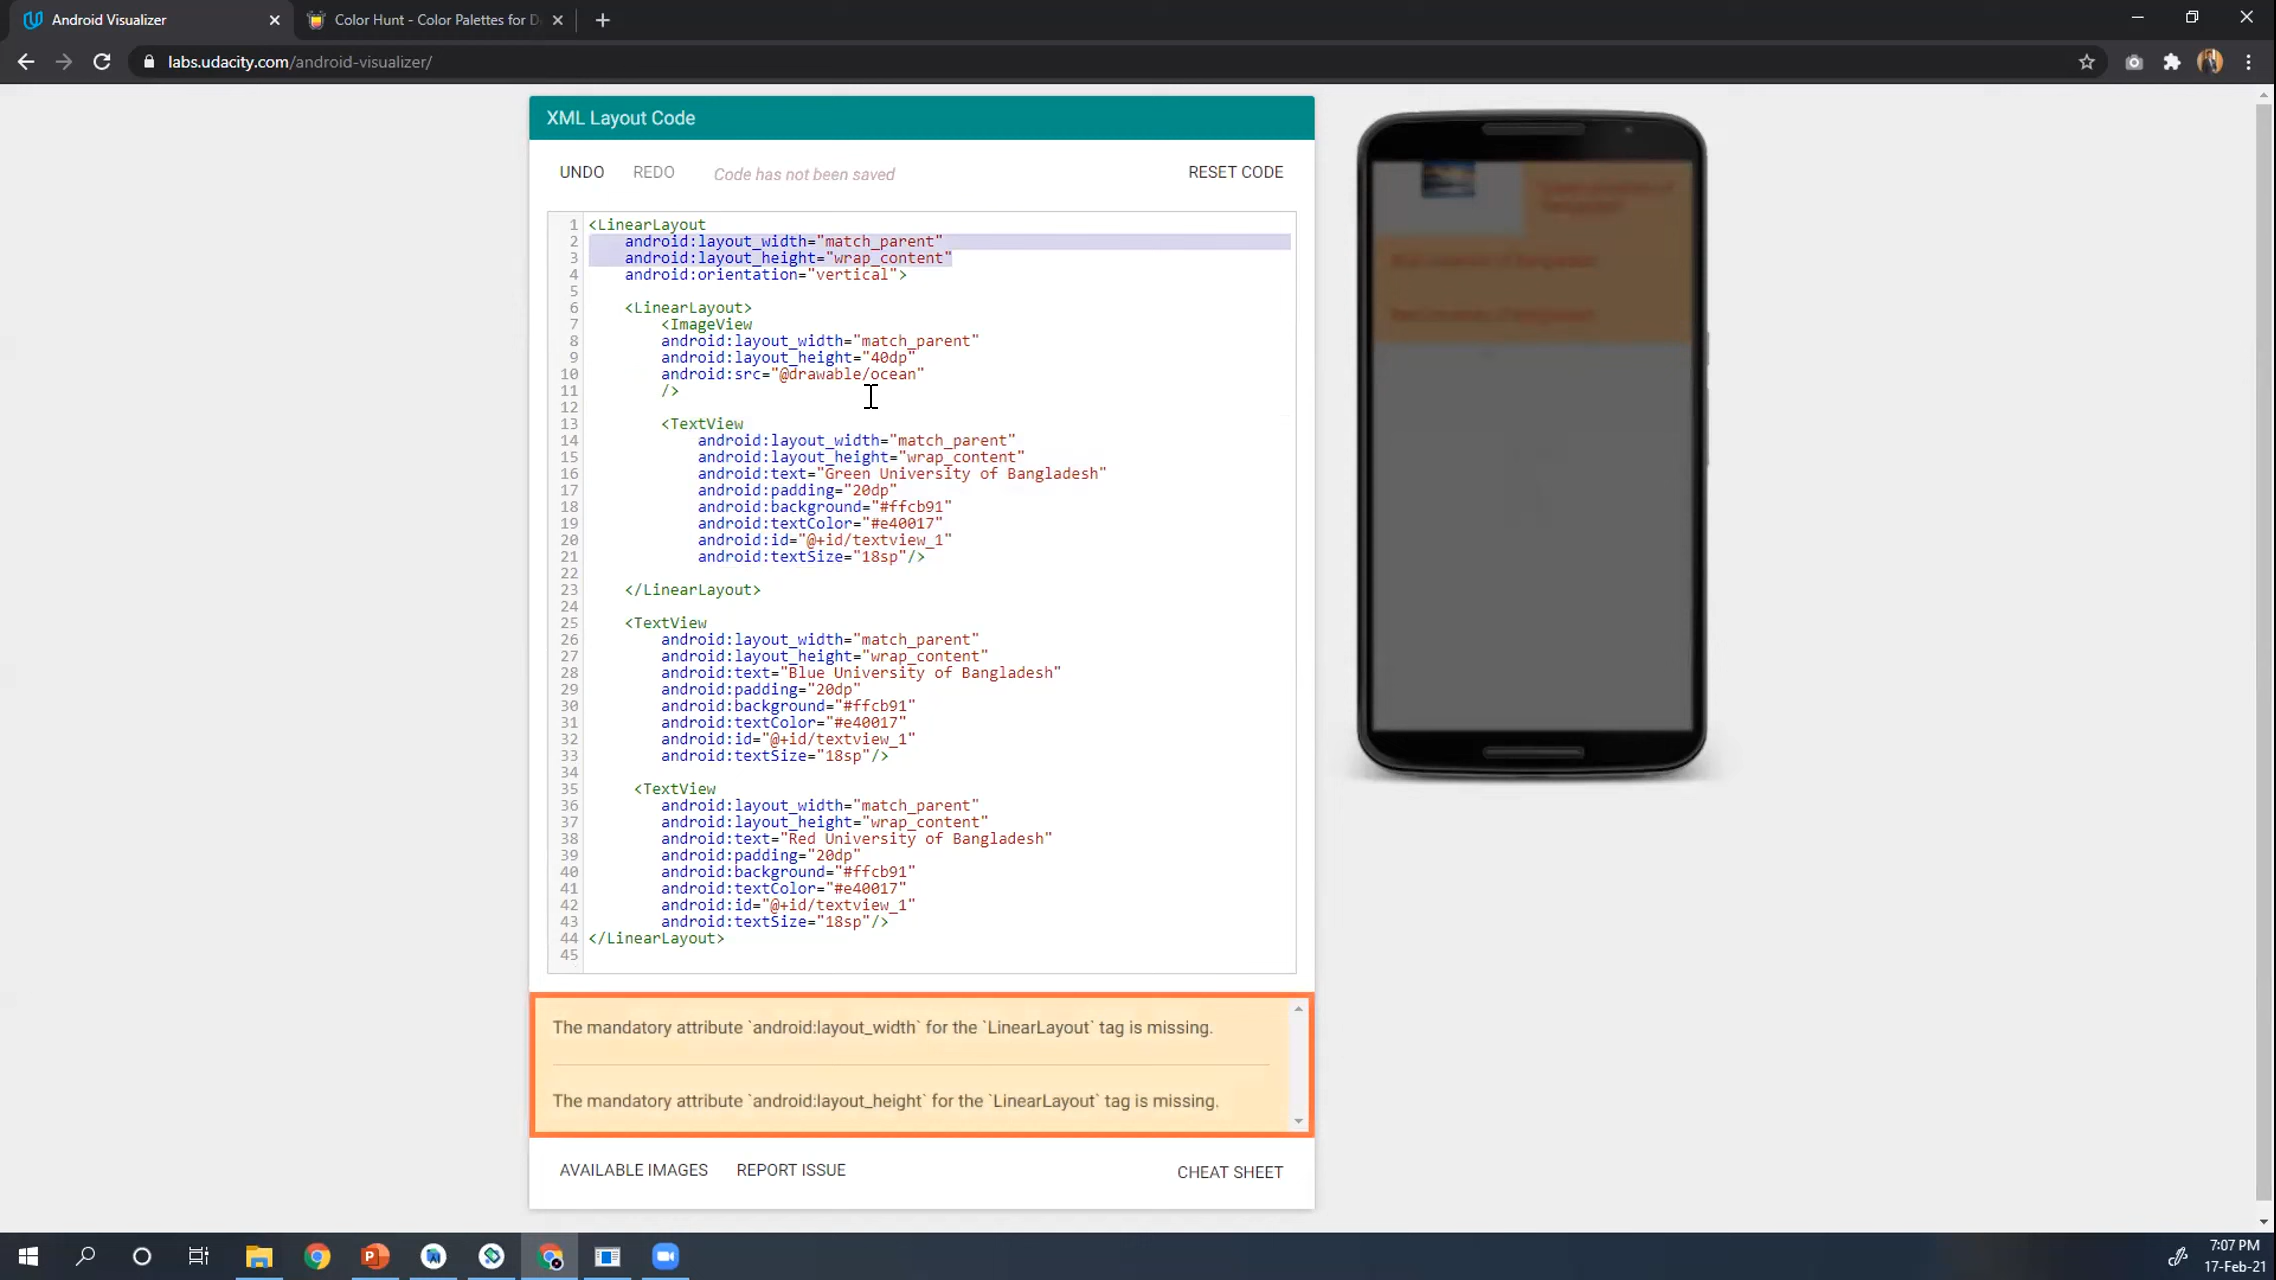 Android Visualizer
Color Hunt - Color Palettes for D
labs.udacity.com/android-visualizer/
XML Layout Code
UNDO REDO Code has not been saved RESET CODE
1 <LinearLayout
2 android:layout_width="match_parent"
3 android:layout_height="wrap_content"
4 android:orientation="vertical">
5
6 <LinearLayout>
7 <ImageView
8 android:layout_width="match_parent"
9 android:layout_height="40dp"
10 android:src="@drawable/ocean"
11 />
12
13 <TextView
14 android:layout_width="match_parent"
15 android:layout_height="wrap_content"
16 android:text="Green University of Bangladesh"
17 android:padding="20dp"
18 android:background="#ffcb91"
19 android:textColor="#e40017"
20 android:id="@+id/textview_1"
21 android:textSize="18sp"/>
22
23 </LinearLayout>
24
25 <TextView
26 android:layout_width="match_parent"
27 android:layout_height="wrap_content"
28 android:text="Blue University of Bangladesh"
29 android:padding="20dp"
30 android:background="#ffcb91"
31 android:textColor="#e40017"
32 android:id="@+id/textview_1"
33 android:textSize="18sp"/>
34
35 <TextView
36 android:layout_width="match_parent"
37 android:layout_height="wrap_content"
38 android:text="Red University of Bangladesh"
39 android:padding="20dp"
40 android:background="#ffcb91"
41 android:textColor="#e40017"
42 android:id="@+id/textview_1"
43 android:textSize="18sp"/>
44 </LinearLayout>
45
The mandatory attribute `android:layout_width` for the `LinearLayout` tag is missing.
The mandatory attribute `android:layout_height` for the `LinearLayout` tag is missing.
AVAILABLE IMAGES REPORT ISSUE CHEAT SHEET
7:07 PM
17-Feb-21